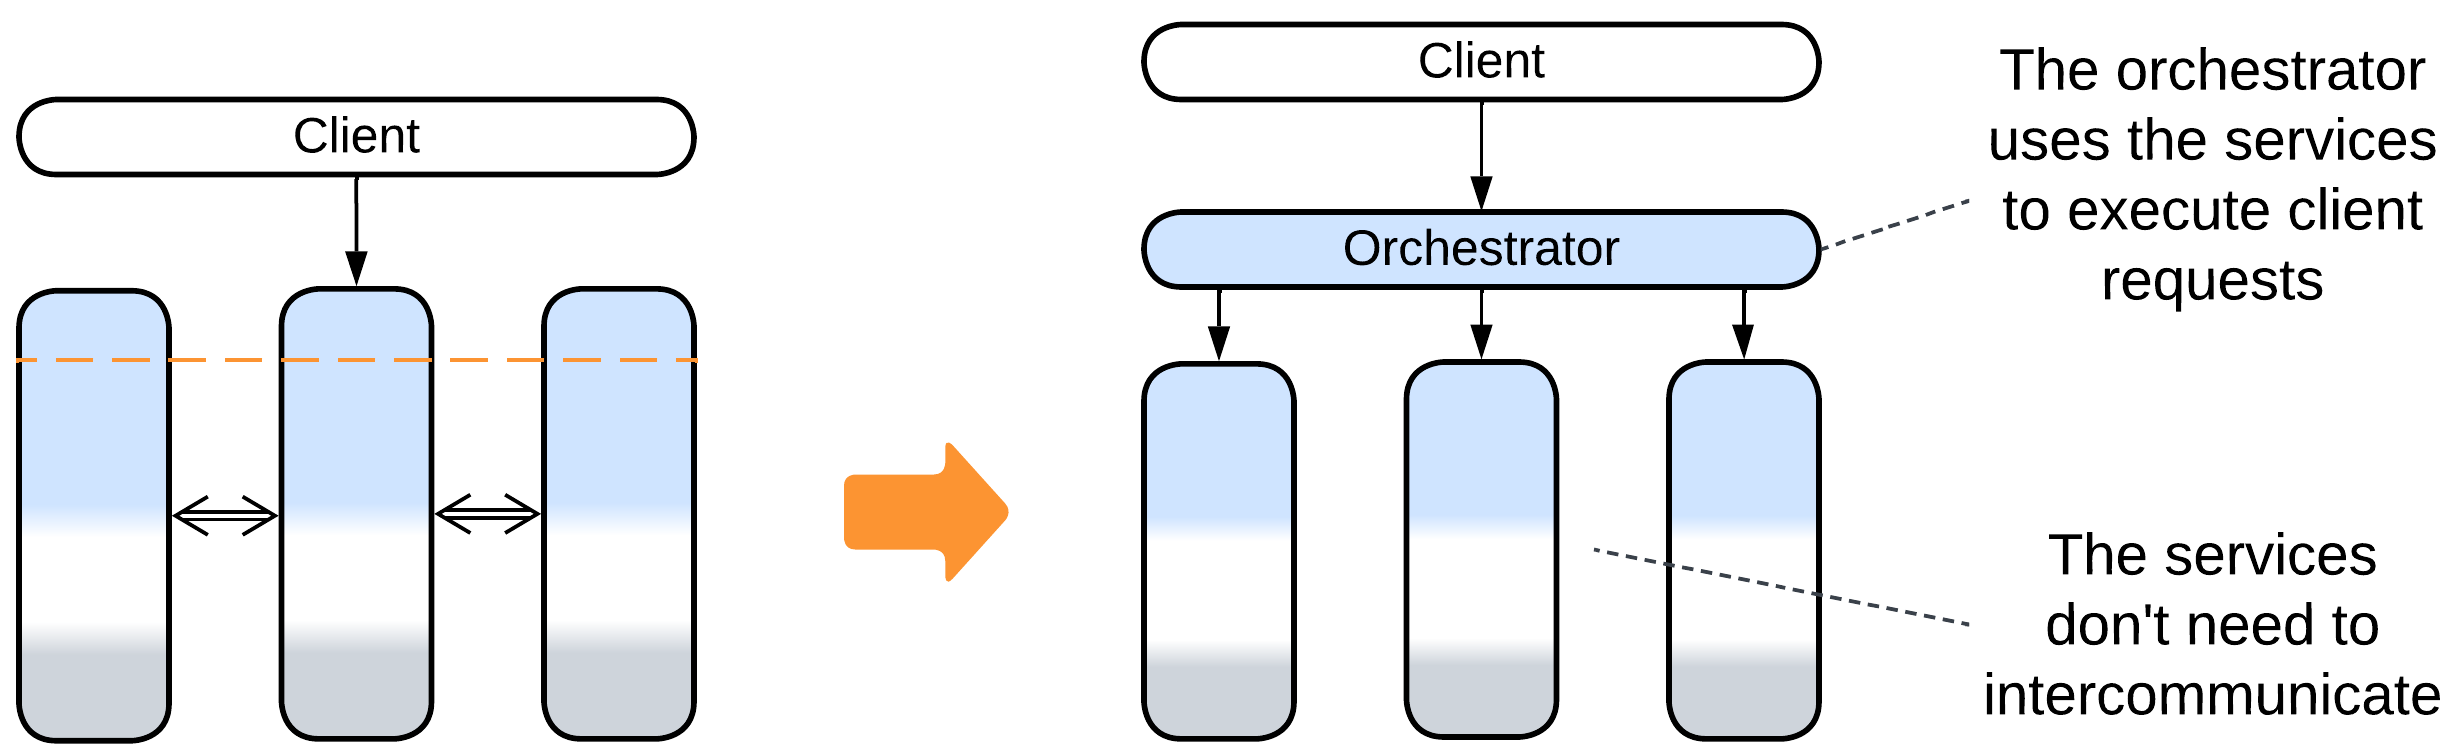 Client
Client
Orchestrator
The orchestrator
uses the services
to execute client
requests
The services
don't need to
intercommunicate